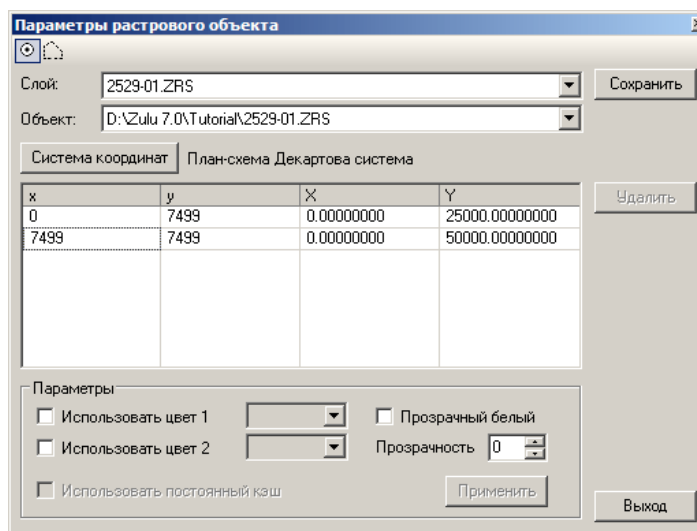 Параметры растрового объекта
Слой: 2529-01.ZRS Сохранить
Объект: D:\Zulu 7.0\Tutorial\2529-01.ZRS
Система координат План-схема Декартова система
x y X Y Удалить
0 7499 0.00000000 25000.00000000
7499 7499 0.00000000 50000.00000000
Параметры
Использовать цвет 1 Прозрачный белый
Использовать цвет 2 Прозрачность 0
Использовать постоянный кэш Применить
Выход